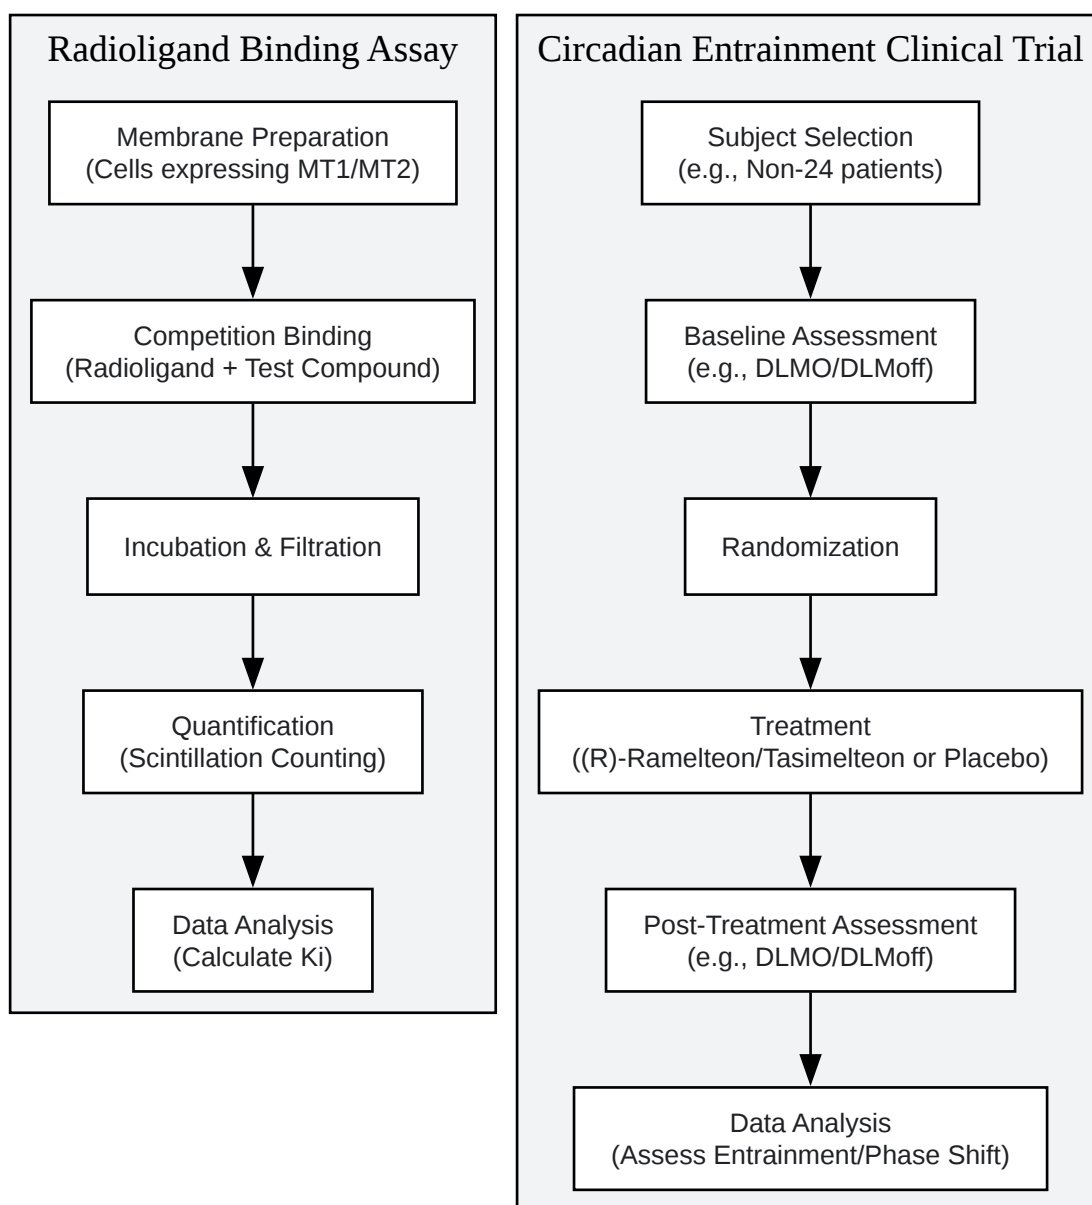 Radioligand Binding Assay
Membrane Preparation
(Cells expressing MT1/MT2)
Competition Binding
(Radioligand + Test Compound)
Incubation & Filtration
Quantification
(Scintillation Counting)
Data Analysis
(Calculate Ki)
Circadian Entrainment Clinical Trial
Subject Selection
(e.g., Non-24 patients)
Baseline Assessment
(e.g., DLMO/DLMoff)
Randomization
Treatment
((R)-Ramelteon/Tasimelteon or Placebo)
Post-Treatment Assessment
(e.g., DLMO/DLMoff)
Data Analysis
(Assess Entrainment/Phase Shift)